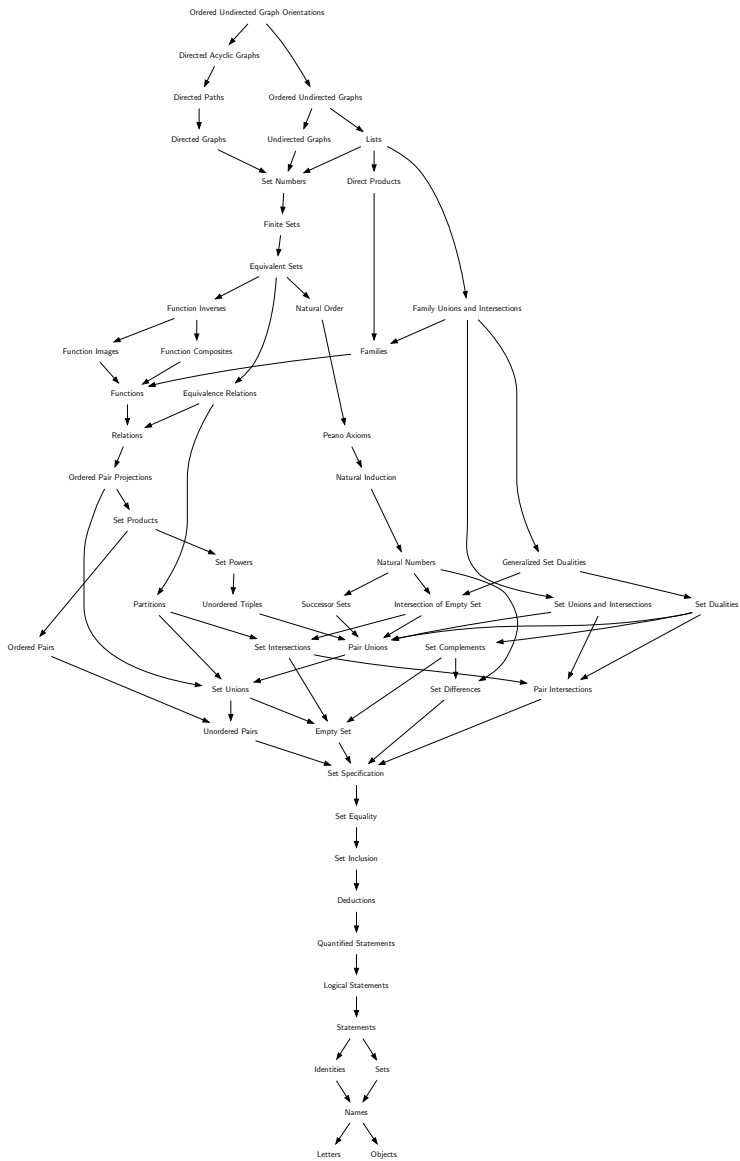 Ordered Undirected Graph Orientations
Directed Acyclic Graphs
Directed Paths
Ordered Undirected Graphs
Directed Graphs
Undirected Graphs
Lists
Set Numbers
Direct Products
Finite Sets
Equivalent Sets
Function Inverses
Natural Order
Family Unions and Intersections
Function Images
Function Composites
Families
Functions
Equivalence Relations
Relations
Peano Axioms
Ordered Pair Projections
Natural Induction
Set Products
Set Powers
Natural Numbers
Generalized Set Dualities
Partitions
Unordered Triples
Successor Sets
Intersection of Empty Set
Set Unions and Intersections
Set Dualities
Ordered Pairs
Set Intersections
Pair Unions
Set Complements
Set Unions
Set Differences
Pair Intersections
Unordered Pairs
Empty Set
Set Specification
Set Equality
Set Inclusion
Deductions
Quantified Statements
Logical Statements
Statements
Identities
Sets
Names
Letters
Objects